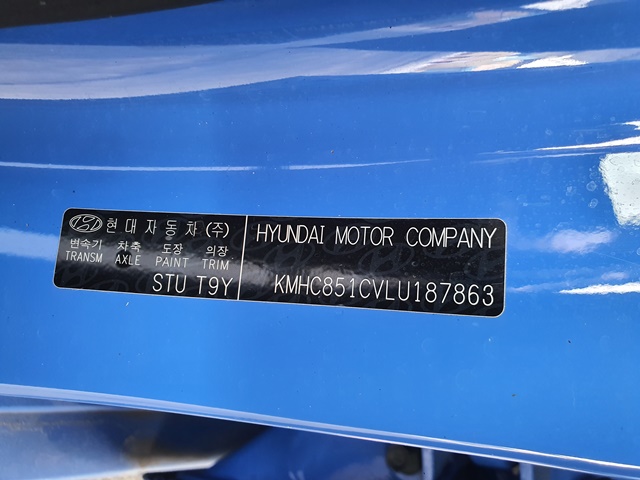 현대자동차(주)
변속기 차축 도장 의장
TRANSM AXLE PAINT TRIM
STU T9Y
HYUNDAI MOTOR COMPANY
KMHC851CVLU187863